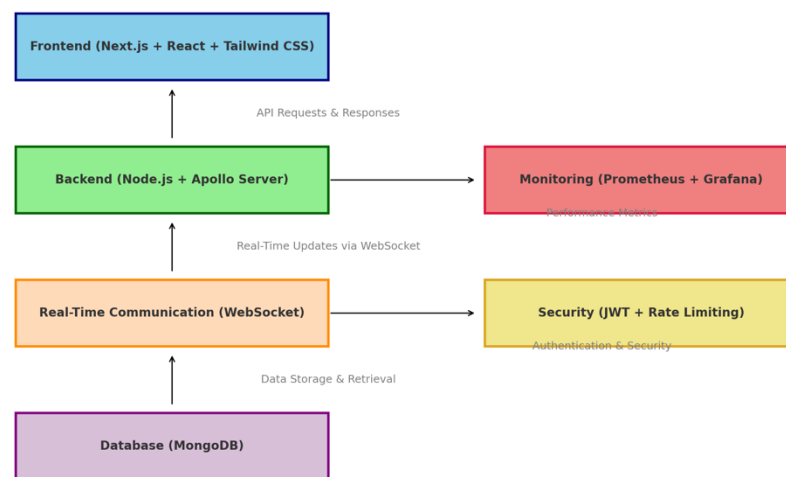 Frontend (Next.js + React + Tailwind CSS)
API Requests & Responses
Backend (Node.js + Apollo Server)
Monitoring (Prometheus + Grafana)
Performance Metrics
Real-Time Updates via WebSocket
Real-Time Communication (WebSocket)
Security (JWT + Rate Limiting)
Authentication & Security
Data Storage & Retrieval
Database (MongoDB)